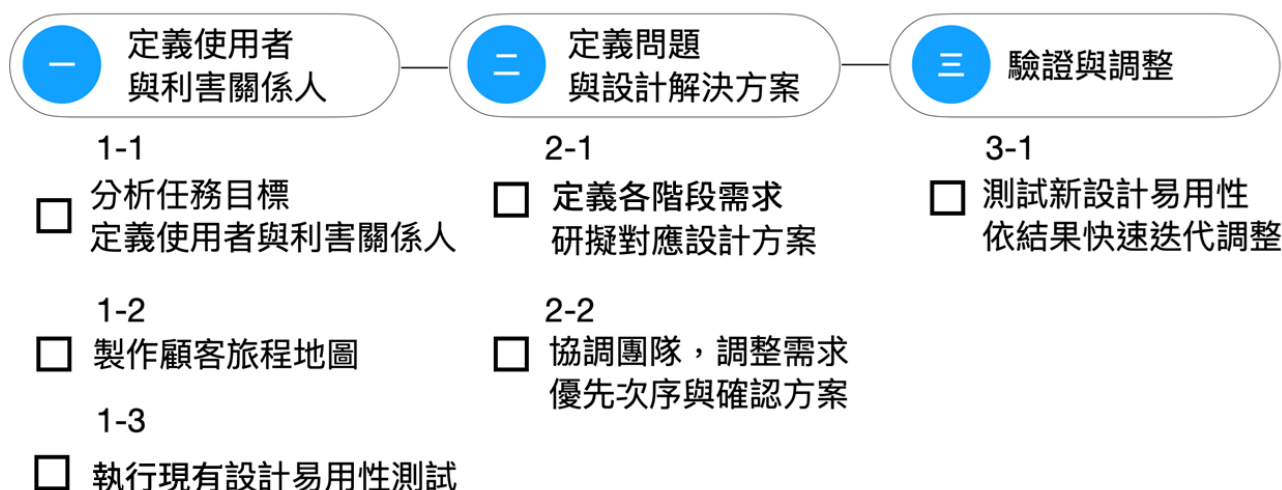 一
定義使用者
與利害關係人
二
定義問題
與設計解決方案
三
驗證與調整
1-1
分析任務目標
定義使用者與利害關係人
1-2
製作顧客旅程地圖
1-3
執行現有設計易用性測試
2-1
定義各階段需求
研擬對應設計方案
2-2
協調團隊，調整需求
優先次序與確認方案
3-1
測試新設計易用性
依結果快速迭代調整